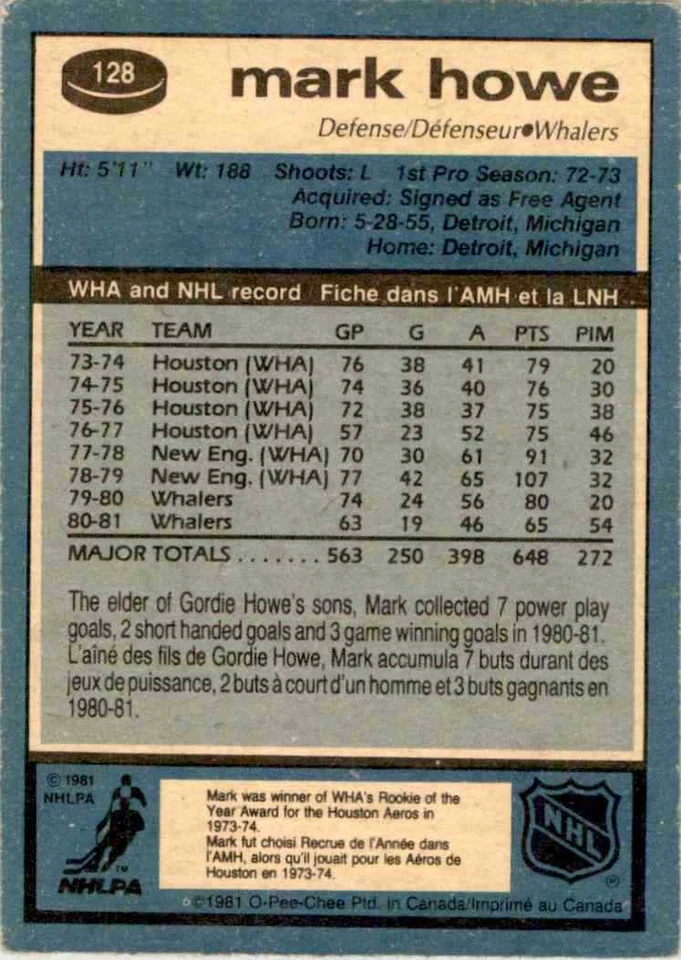 128
mark howe
Defense/Défenseur•Whalers
Ht: 5'11" Wt: 188 Shoots: L 1st Pro Season: 72-73
Acquired: Signed as Free Agent
Born: 5-28-55, Detroit, Michigan
Home: Detroit, Michigan
WHA and NHL record / Fiche dans l'AMH et la LNH
YEAR TEAM GP G A PTS PIM
73-74 Houston (WHA) 76 38 41 79 20
74-75 Houston (WHA) 74 36 40 76 30
75-76 Houston (WHA) 72 38 37 75 38
76-77 Houston (WHA) 57 23 52 75 46
77-78 New Eng. (WHA) 70 30 61 91 32
78-79 New Eng. (WHA) 77 42 65 107 32
79-80 Whalers 74 24 56 80 20
80-81 Whalers 63 19 46 65 54
MAJOR TOTALS ....... 563 250 398 648 272
The elder of Gordie Howe's sons, Mark collected 7 power play
goals, 2 short handed goals and 3 game winning goals in 1980-81.
L'aîné des fils de Gordie Howe, Mark accumula 7 buts durant des
jeux de puissance, 2 buts à court d'un homme et 3 buts gagnants en
1980-81.
© 1981
NHLPA
NHLPA
™
Mark was winner of WHA's Rookie of the
Year Award for the Houston Aeros in
1973-74.
Mark fut choisi Recrue de l'Année dans
l'AMH, alors qu'il jouait pour les Aéros de
Houston en 1973-74.
NHL
®
©1981 O-Pee-Chee Ptd. in Canada/Imprimé au Canada